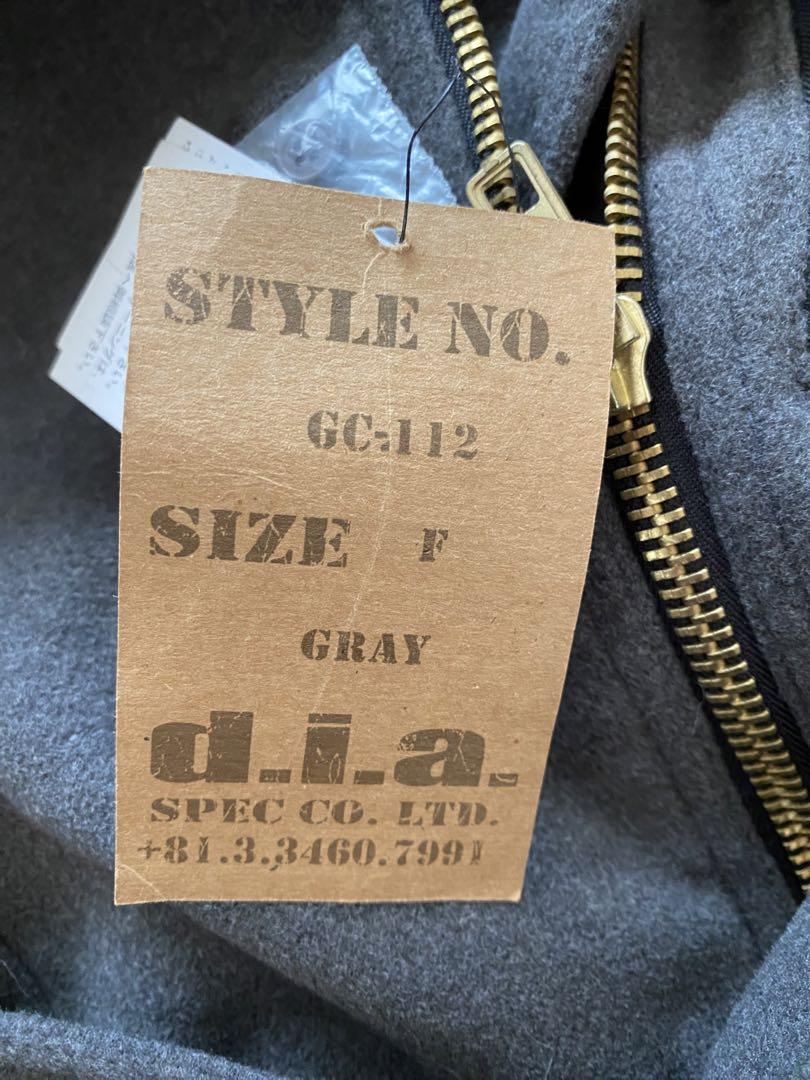 STYLE NO.
GC-112
SIZE F
GRAY
d.i.a.
SPEC CO. LTD.
+81.3.3460.7991